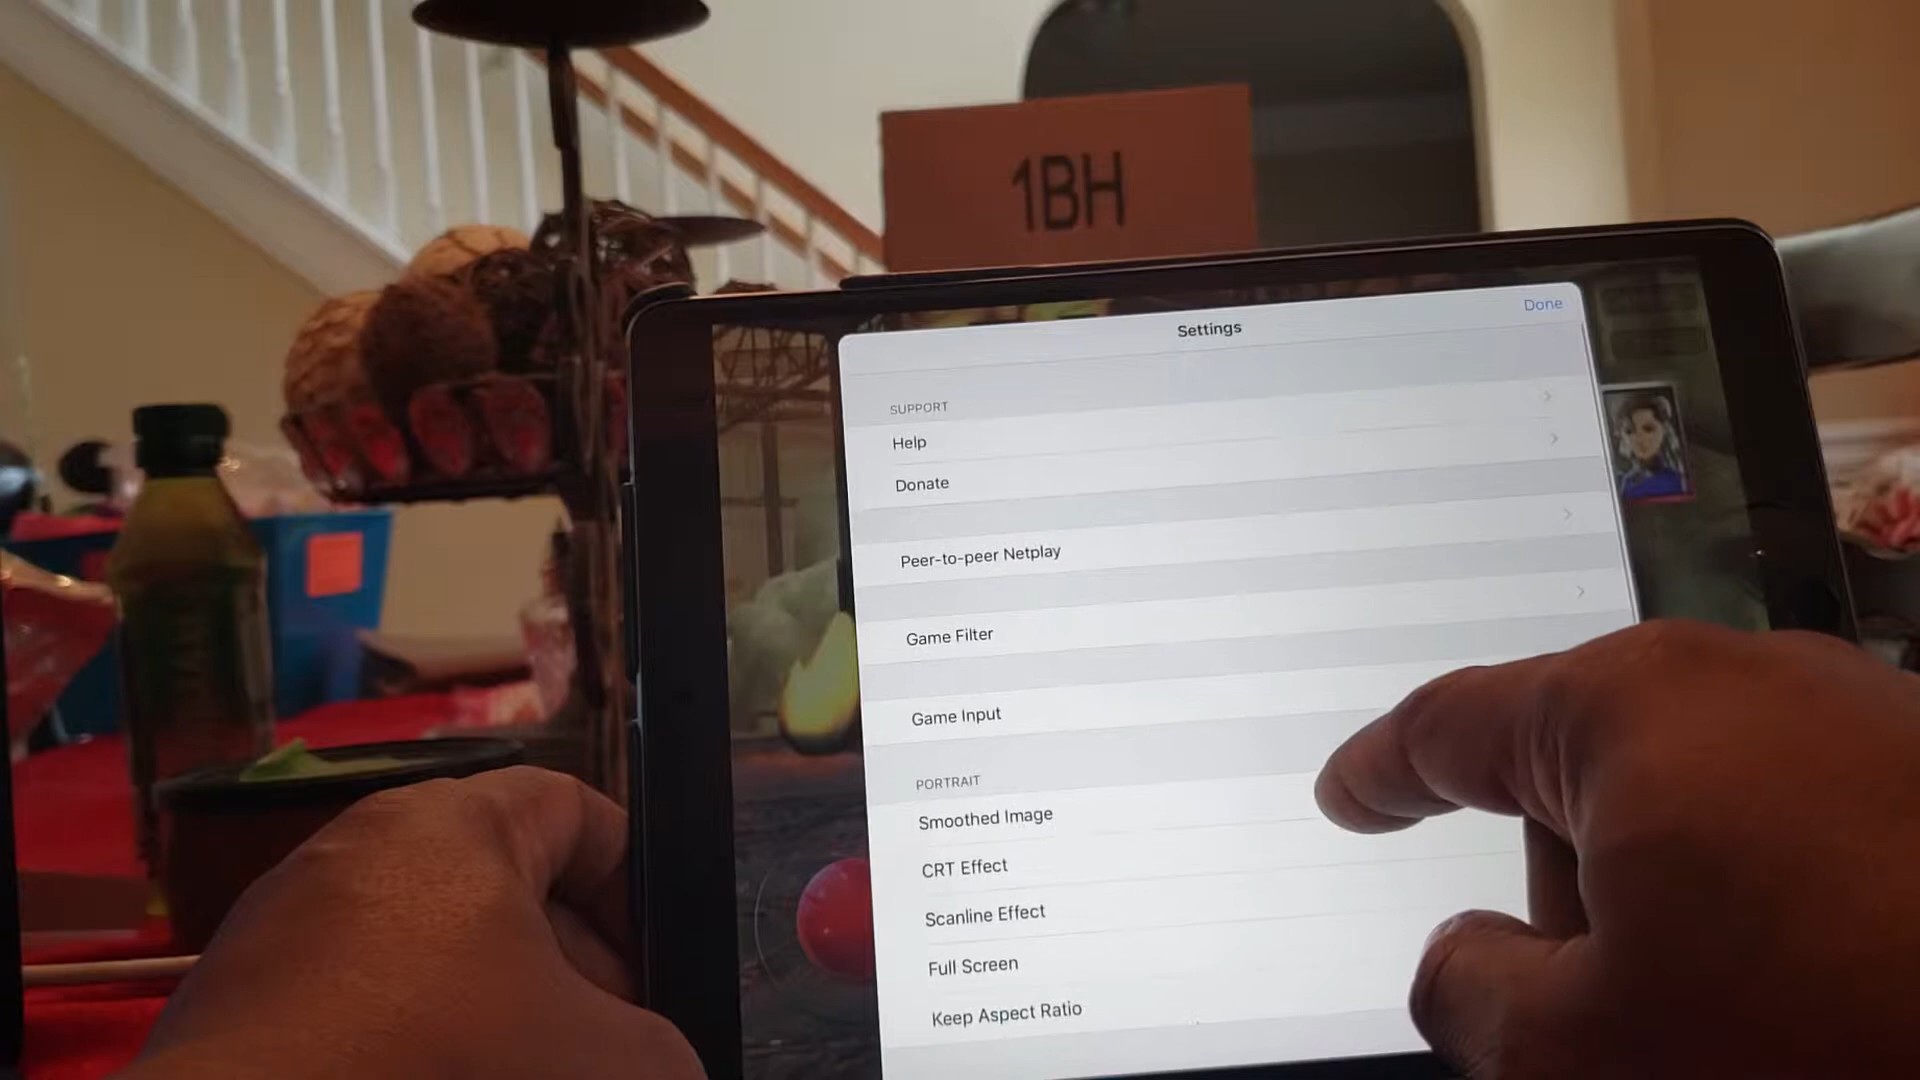 1BH
Settings
Done
SUPPORT
Help
Donate
Peer-to-peer Netplay
Game Filter
Game Input
PORTRAIT
Smoothed Image
CRT Effect
Scanline Effect
Full Screen
Keep Aspect Ratio